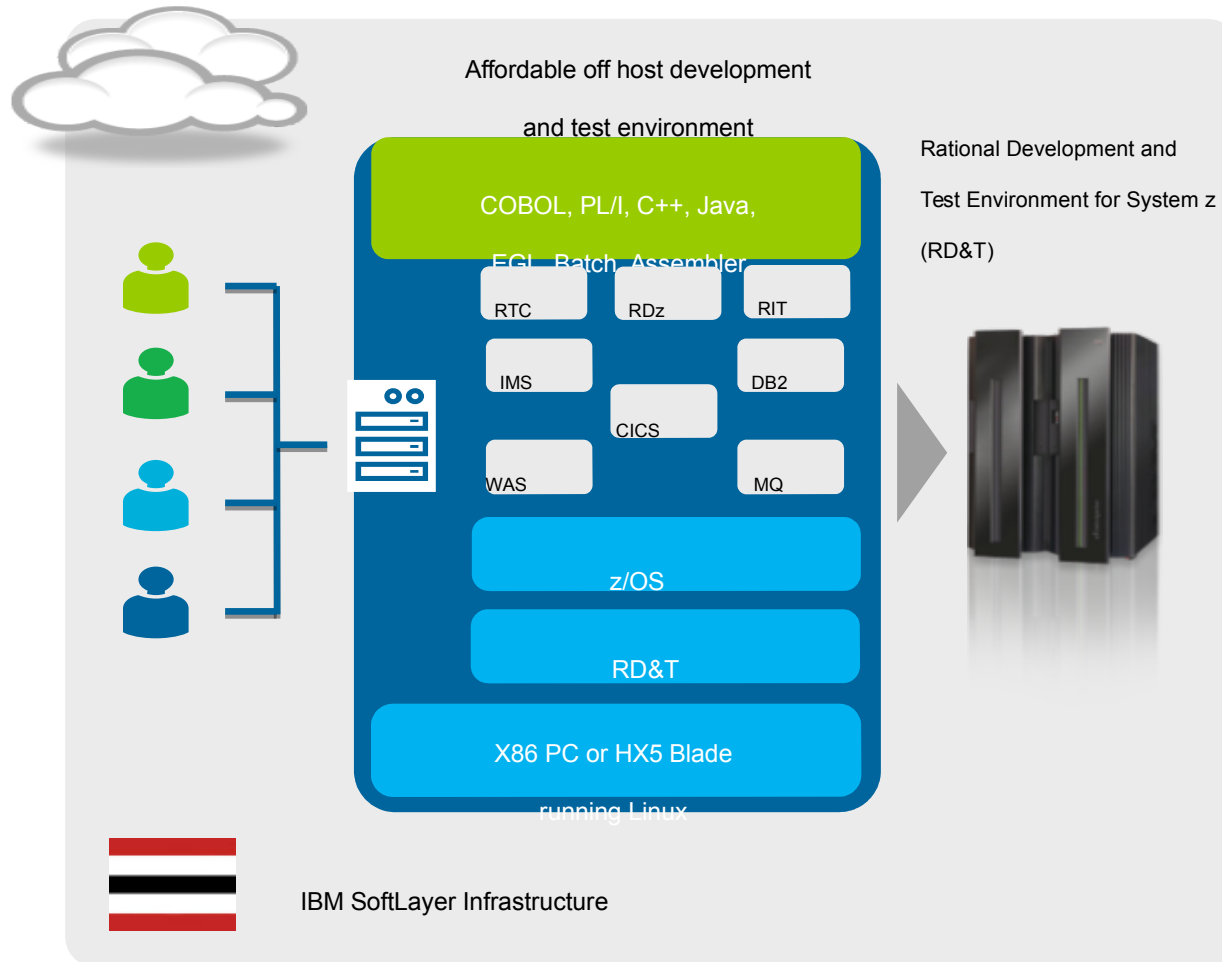 Affordable off host development
and test environment
Rational Development and
Test Environment for System z
(RD&T)
COBOL, PL/I, C++, Java,
EGL, Batch, Assembler
RTC
RDz
RIT
IMS
DB2
CICS
WAS
MQ
z/OS
RD&T
X86 PC or HX5 Blade
running Linux
IBM SoftLayer Infrastructure